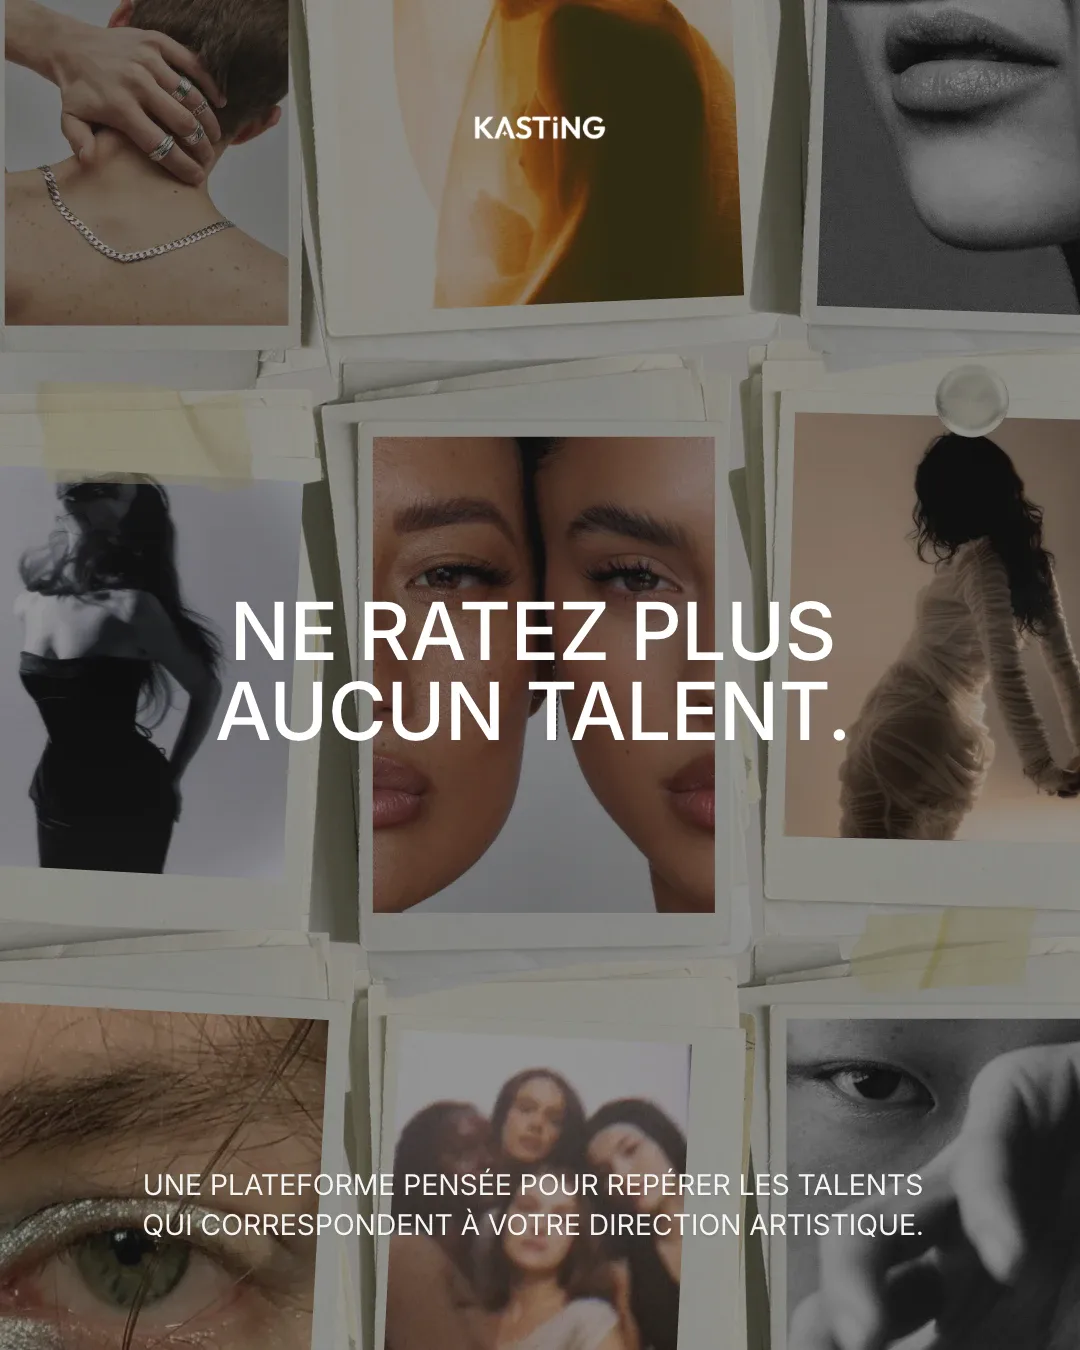 KASTiNG
NE RATEZ PLUS
AUCUN TALENT.
UNE PLATEFORME PENSÉE POUR REPÉRER LES TALENTS
QUI CORRESPONDENT À VOTRE DIRECTION ARTISTIQUE.